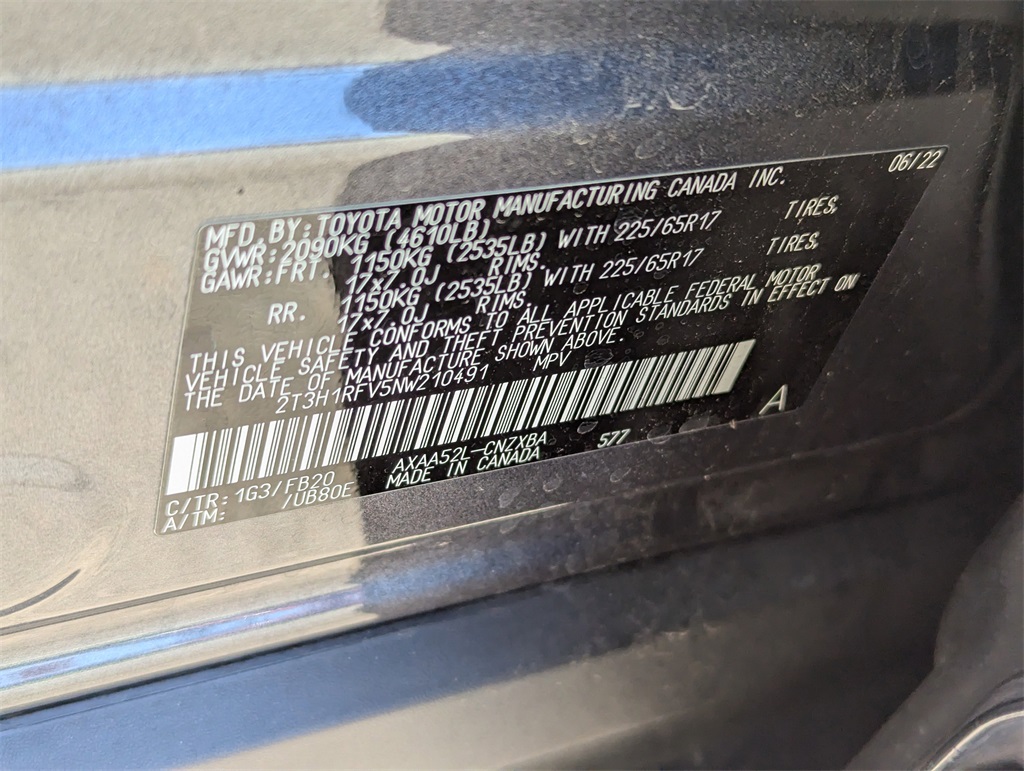 06/22
MFD. BY: TOYOTA MOTOR MANUFACTURING CANADA INC.
GVWR: 2090KG (4610LB)
GAWR: FRT. 1150KG (2535LB) WITH 225/65R17 TIRES,
17x7.0J RIMS.
RR. 1150KG (2535LB) WITH 225/65R17 TIRES,
17x7.0J RIMS.
THIS VEHICLE CONFORMS TO ALL APPLICABLE FEDERAL MOTOR
VEHICLE SAFETY AND THEFT PREVENTION STANDARDS IN EFFECT ON
THE DATE OF MANUFACTURE SHOWN ABOVE.
2T3H1RFV5NW210491 MPV
A
C/TR: 1G3/FB20 AXAA52L-CNZXBA 577
A/TM: /UB80E MADE IN CANADA